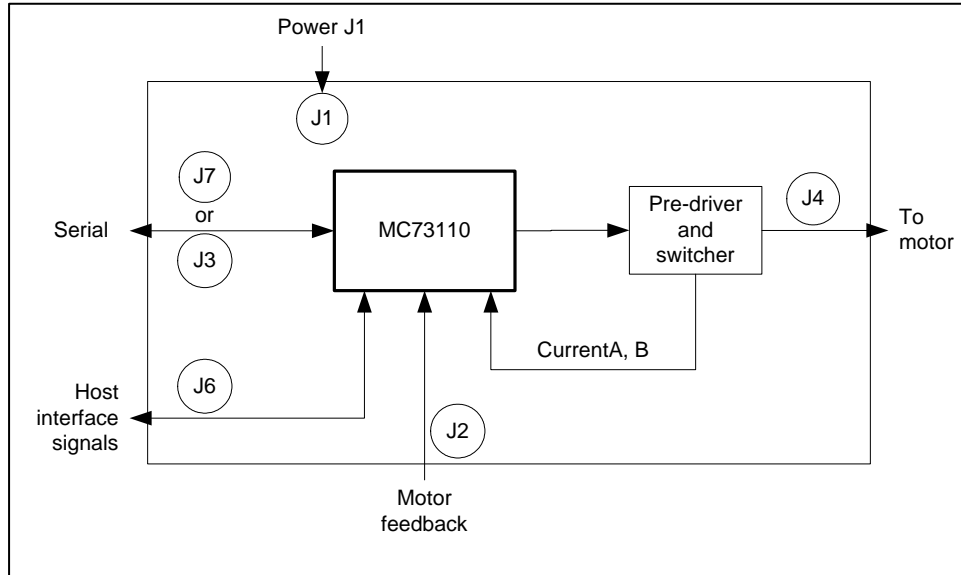 Power J1
J1
J7
or
J3
Serial
MC73110
Pre-driver
and
switcher
J4
To
motor
CurrentA, B
J6
Host
interface
signals
J2
Motor
feedback